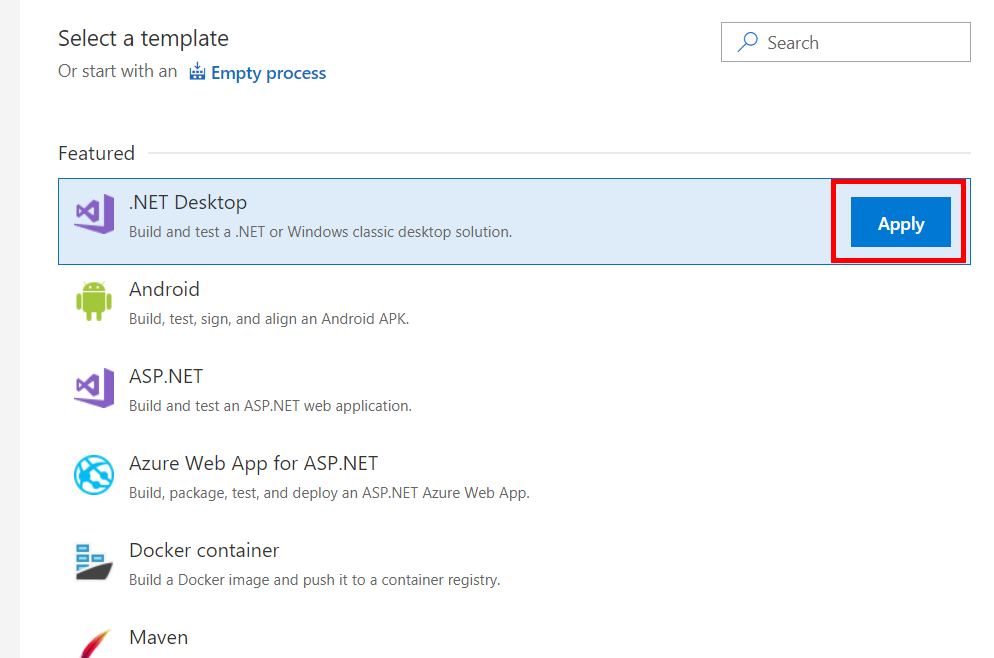 Select a template
Search
Or start with an Empty process
Featured
.NET Desktop
Build and test a .NET or Windows classic desktop solution.
Apply
Android
Build, test, sign, and align an Android APK.
ASP.NET
Build and test an ASP.NET web application.
Azure Web App for ASP.NET
Build, package, test, and deploy an ASP.NET Azure Web App.
Docker container
Build a Docker image and push it to a container registry.
Maven